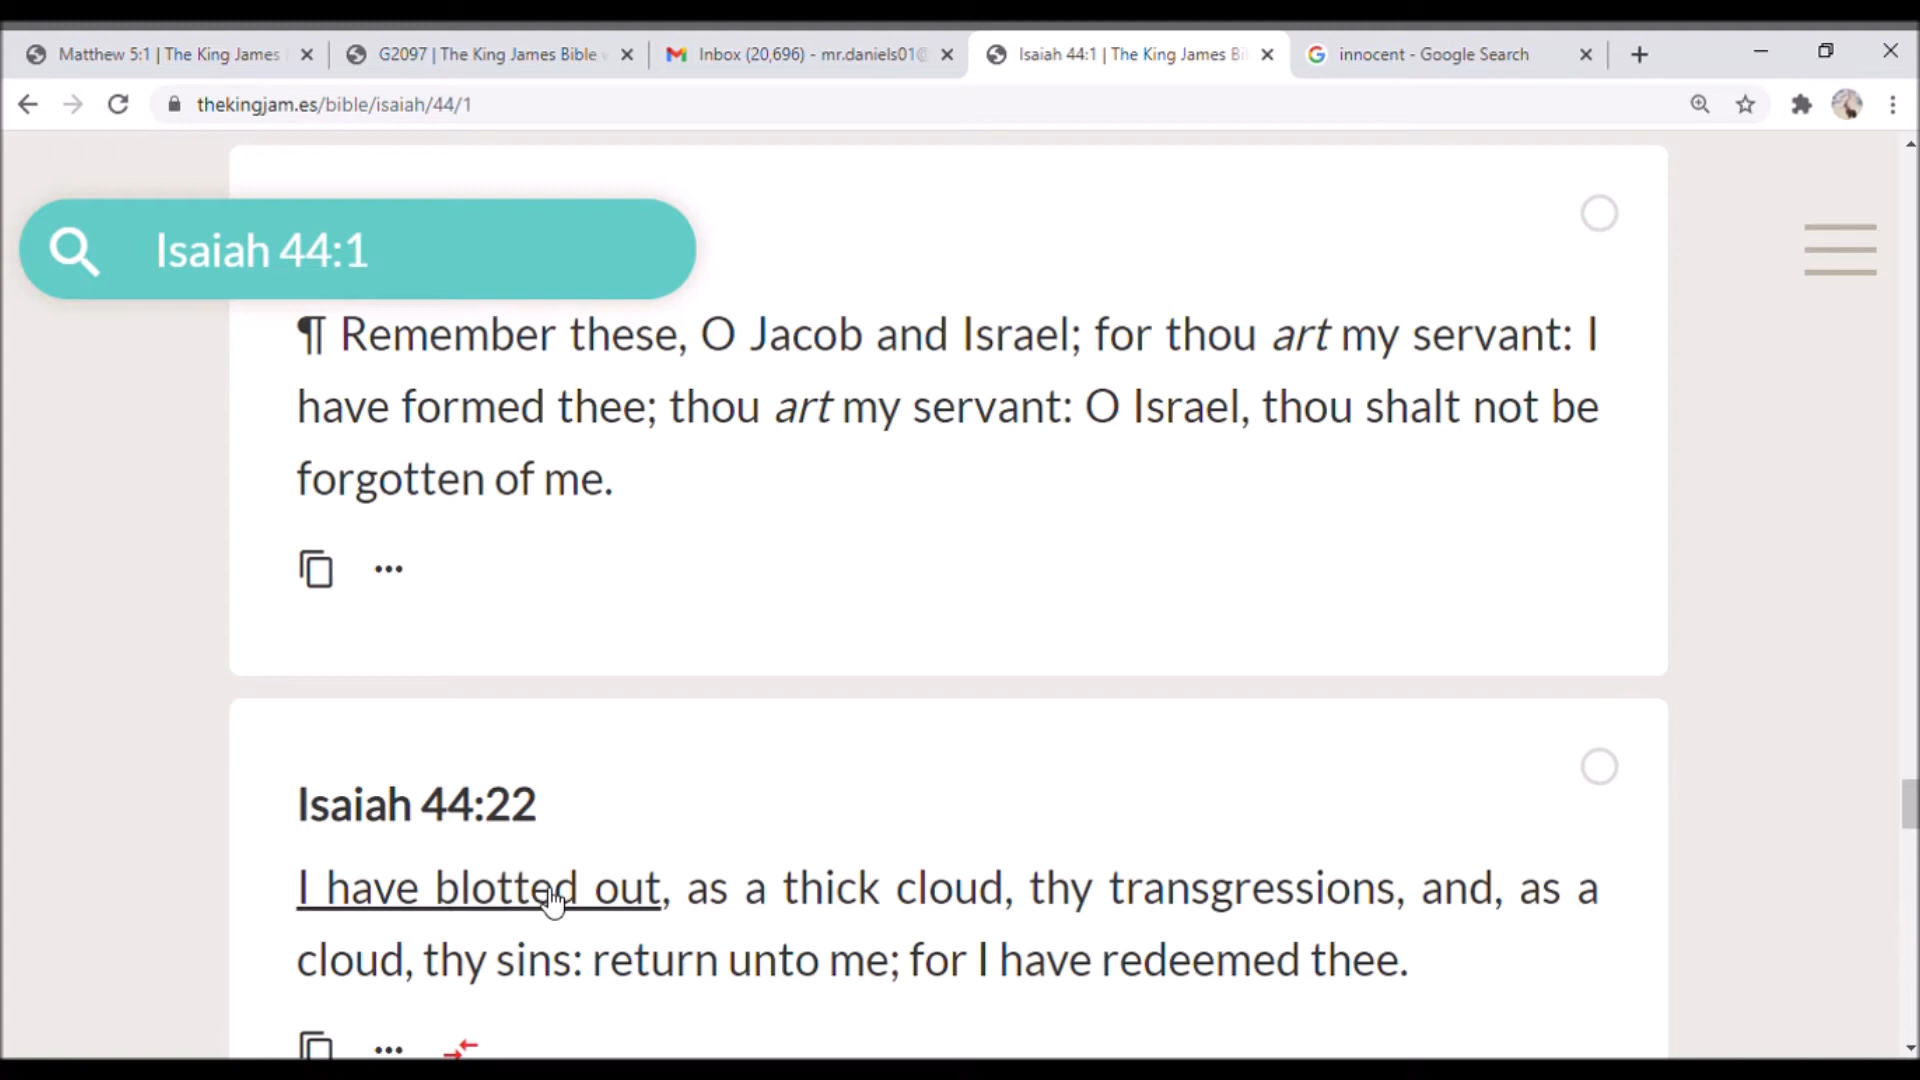 Matthew 5:1 | The King James
G2097 | The King James Bible
Inbox (20,696) - mr.daniels01@
Isaiah 44:1 | The King James Bi
innocent - Google Search
thekingjam.es/bible/isaiah/44/1
Isaiah 44:1
¶ Remember these, O Jacob and Israel; for thou art my servant: I
have formed thee; thou art my servant: O Israel, thou shalt not be
forgotten of me.
Isaiah 44:22
I have blotted out, as a thick cloud, thy transgressions, and, as a
cloud, thy sins: return unto me; for I have redeemed thee.